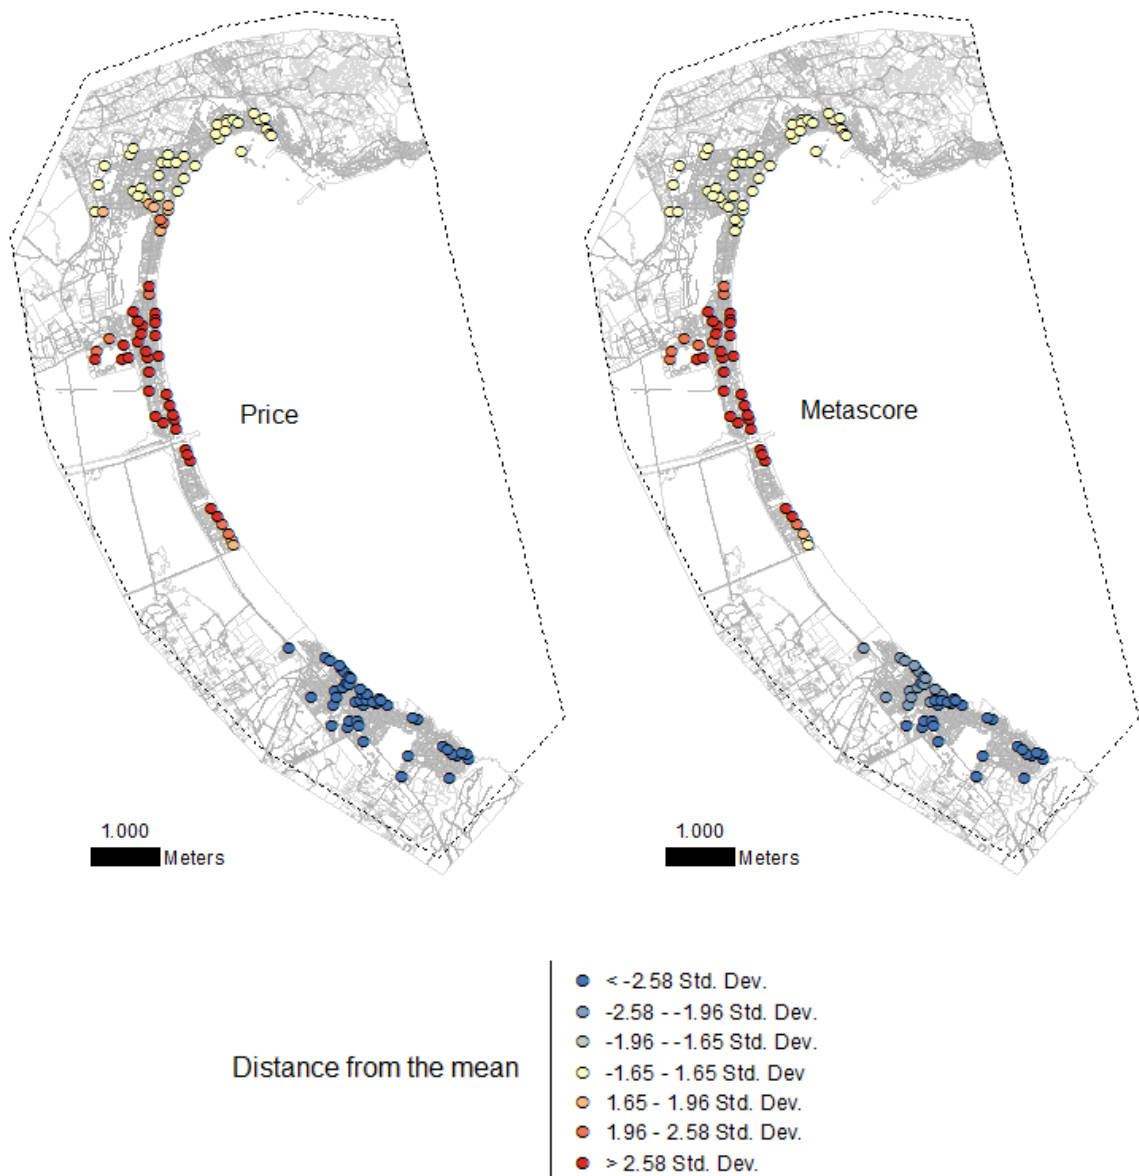 Price
Metascore
1.000
Meters
1.000
Meters
Distance from the mean
< -2.58 Std. Dev.
-2.58 - -1.96 Std. Dev.
-1.96 - -1.65 Std. Dev.
-1.65 - 1.65 Std. Dev
1.65 - 1.96 Std. Dev.
1.96 - 2.58 Std. Dev.
> 2.58 Std. Dev.